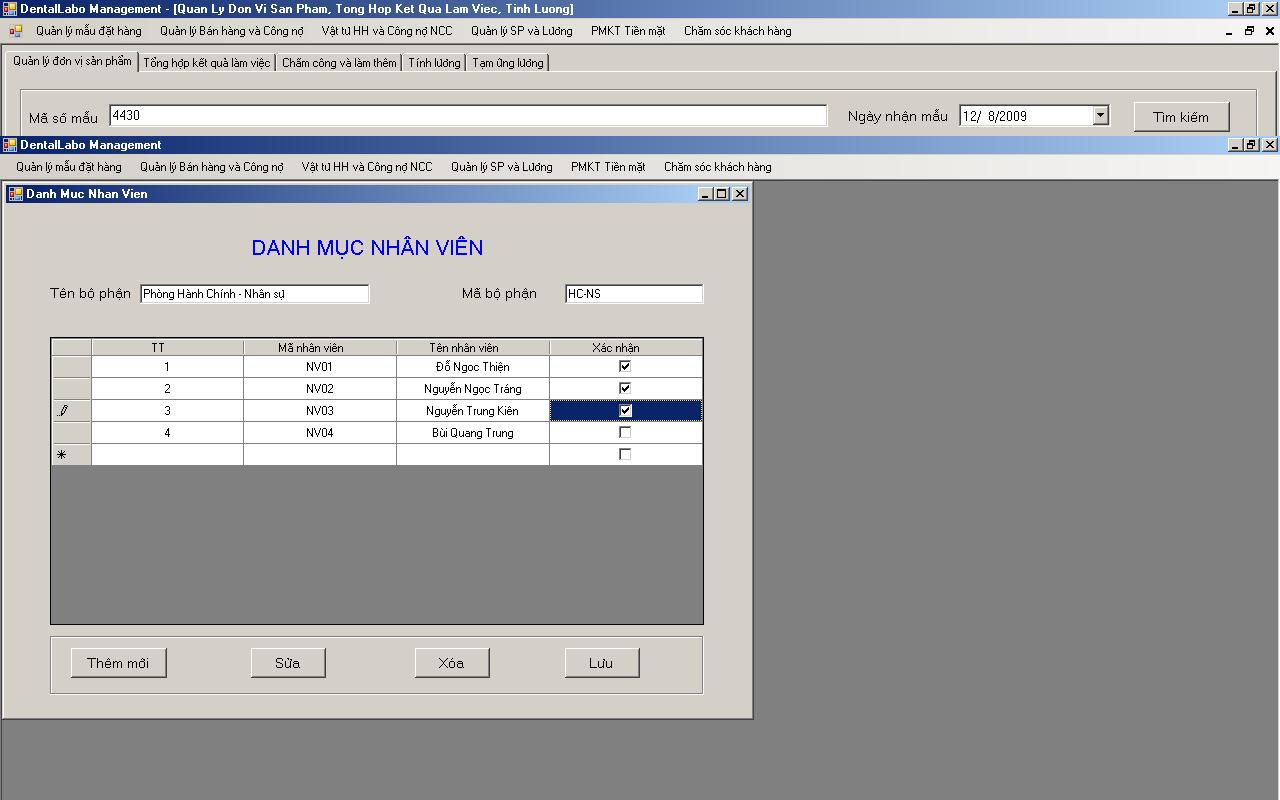 DentalLabo Management - [Quan Ly Don Vi San Pham, Tong Hop Ket Qua Lam Viec, Tinh Luong]
Quản lý mẫu đặt hàng Quản lý Bán hàng và Công nợ Vật tư HH và Công nợ NCC Quản lý SP và Lương PMKT Tiền mặt Chăm sóc khách hàng
Quản lý đơn vị sản phẩm Tổng hợp kết quả làm việc Chấm công và làm thêm Tính lương Tạm ứng lương
Mã số mẫu 4430 Ngày nhận mẫu 12/ 8/2009 Tìm kiếm
DentalLabo Management
Quản lý mẫu đặt hàng Quản lý Bán hàng và Công nợ Vật tư HH và Công nợ NCC Quản lý SP và Lương PMKT Tiền mặt Chăm sóc khách hàng
Danh Muc Nhan Vien
DANH MỤC NHÂN VIÊN
Tên bộ phận Phòng Hành Chính - Nhân sự Mã bộ phận HC-NS
TT Mã nhân viên Tên nhân viên Xác nhận
1 NV01 Đỗ Ngọc Thiện
2 NV02 Nguyễn Ngọc Tráng
3 NV03 Nguyễn Trung Kiên
4 NV04 Bùi Quang Trung
Thêm mới Sửa Xóa Lưu